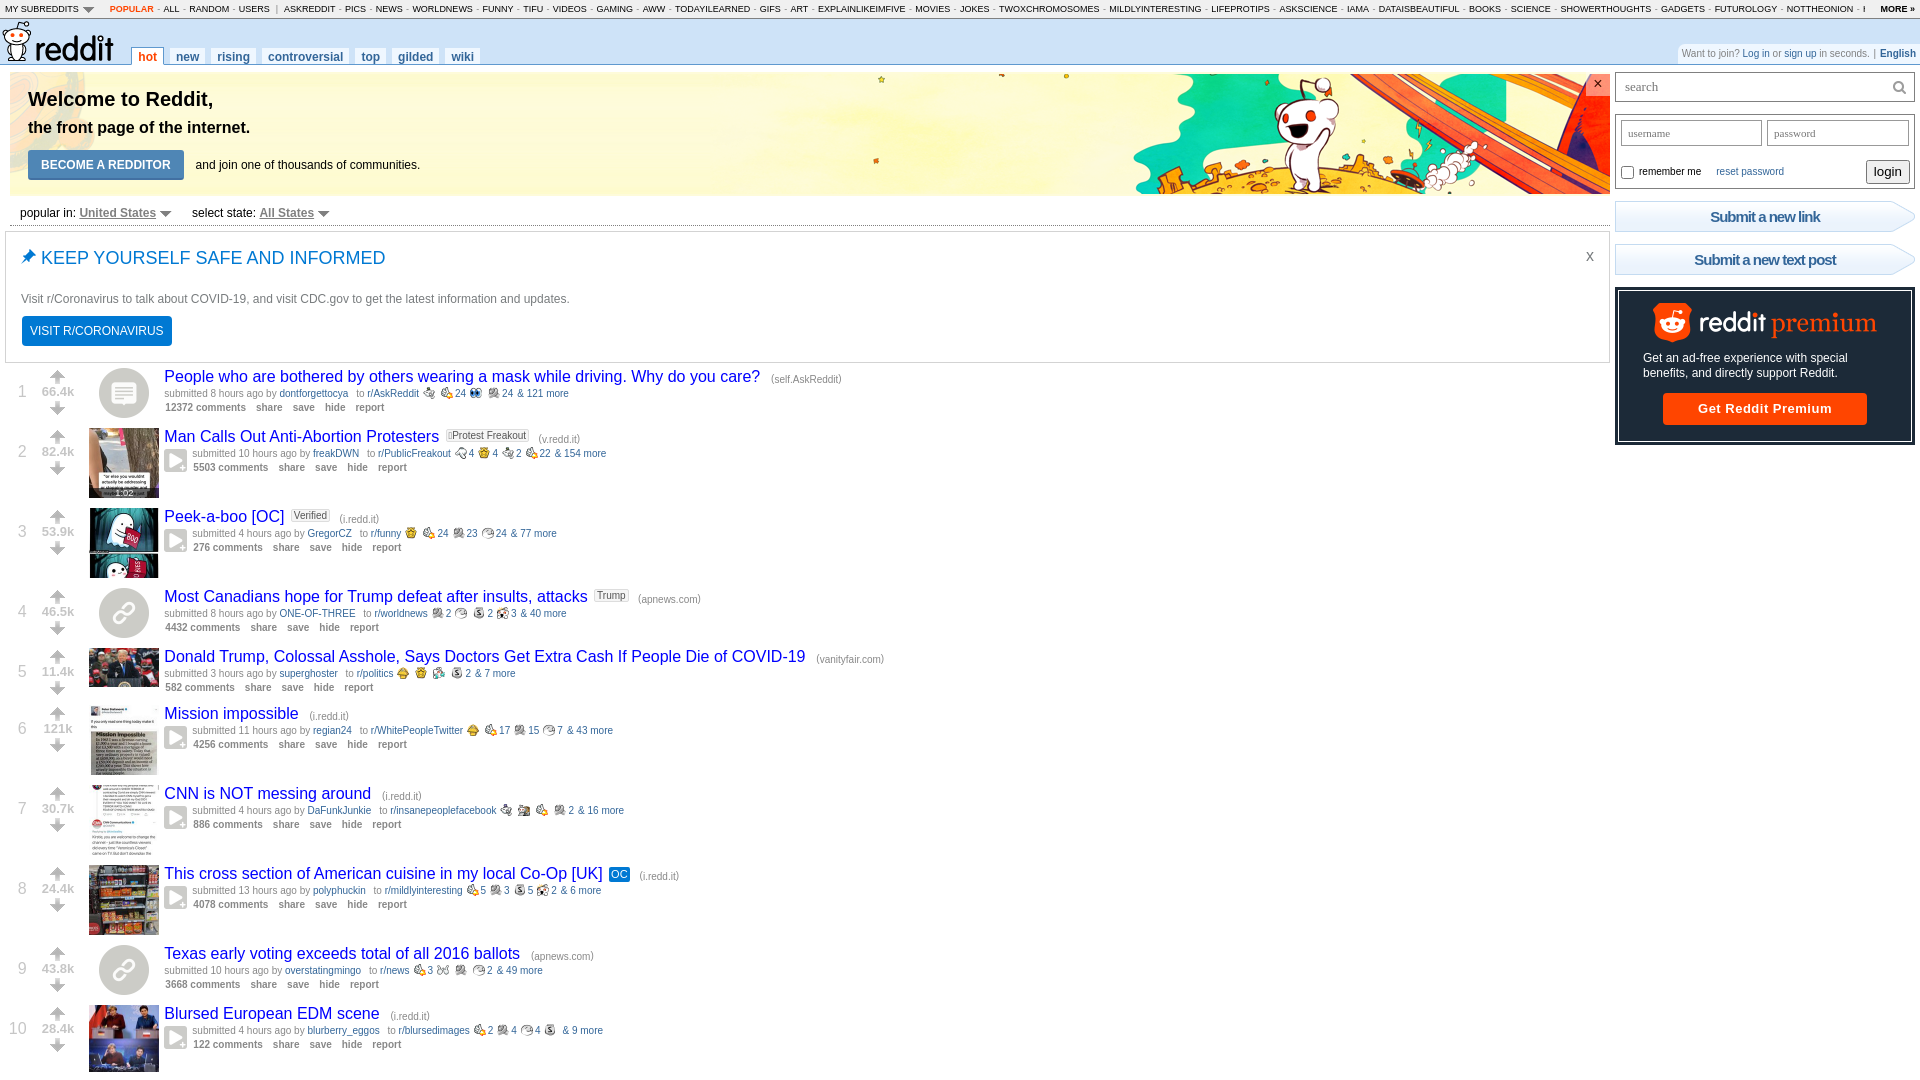 MY SUBREDDITS POPULAR - ALL - RANDOM - USERS | ASKREDDIT - PICS - NEWS - WORLDNEWS - FUNNY - TIFU - VIDEOS - GAMING - AWW - TODAYILEARNED - GIFS - ART - EXPLAINLIKEIMFIVE - MOVIES - JOKES - TWOXCHROMOSOMES - MILDLYINTERESTING - LIFEPROTIPS - ASKSCIENCE - IAMA - DATAISBEAUTIFUL - BOOKS - SCIENCE - SHOWERTHOUGHTS - GADGETS - FUTUROLOGY - NOTTHEONION - MORE »
reddit hot new rising controversial top gilded wiki
Want to join? Log in or sign up in seconds. | English
Welcome to Reddit,
the front page of the internet.
BECOME A REDDITOR and join one of thousands of communities.
×
search
username password
remember me reset password login
popular in: United States select state: All States
Submit a new link
Submit a new text post
KEEP YOURSELF SAFE AND INFORMED
x
Visit r/Coronavirus to talk about COVID-19, and visit CDC.gov to get the latest information and updates.
VISIT R/CORONAVIRUS
reddit premium
Get an ad-free experience with special
benefits, and directly support Reddit.
Get Reddit Premium
1 66.4k
People who are bothered by others wearing a mask while driving. Why do you care? (self.AskReddit)
submitted 8 hours ago by dontforgettocya to r/AskReddit 24 24 & 121 more
12372 comments share save hide report
2 82.4k
1:02
Man Calls Out Anti-Abortion Protesters Protest Freakout (v.redd.it)
submitted 10 hours ago by freakDWN to r/PublicFreakout 4 4 2 22 & 154 more
5503 comments share save hide report
3 53.9k
BOO
Peek-a-boo [OC] Verified (i.redd.it)
submitted 4 hours ago by GregorCZ to r/funny 24 23 24 & 77 more
276 comments share save hide report
4 46.5k
Most Canadians hope for Trump defeat after insults, attacks Trump (apnews.com)
submitted 8 hours ago by ONE-OF-THREE to r/worldnews 2 2 3 & 40 more
4432 comments share save hide report
5 11.4k
Donald Trump, Colossal Asshole, Says Doctors Get Extra Cash If People Die of COVID-19 (vanityfair.com)
submitted 3 hours ago by superghoster to r/politics 2 & 7 more
582 comments share save hide report
6 121k
Mission Impossible
Mission impossible (i.redd.it)
submitted 11 hours ago by regian24 to r/WhitePeopleTwitter 17 15 7 & 43 more
4256 comments share save hide report
7 30.7k
CNN is NOT messing around (i.redd.it)
submitted 4 hours ago by DaFunkJunkie to r/insanepeoplefacebook 2 & 16 more
886 comments share save hide report
8 24.4k
This cross section of American cuisine in my local Co-Op [UK] OC (i.redd.it)
submitted 13 hours ago by polyphuckin to r/mildlyinteresting 5 3 5 2 & 6 more
4078 comments share save hide report
9 43.8k
Texas early voting exceeds total of all 2016 ballots (apnews.com)
submitted 10 hours ago by overstatingmingo to r/news 3 2 & 49 more
3668 comments share save hide report
10 28.4k
Blursed European EDM scene (i.redd.it)
submitted 4 hours ago by blurberry_eggos to r/blursedimages 2 4 4 & 9 more
122 comments share save hide report